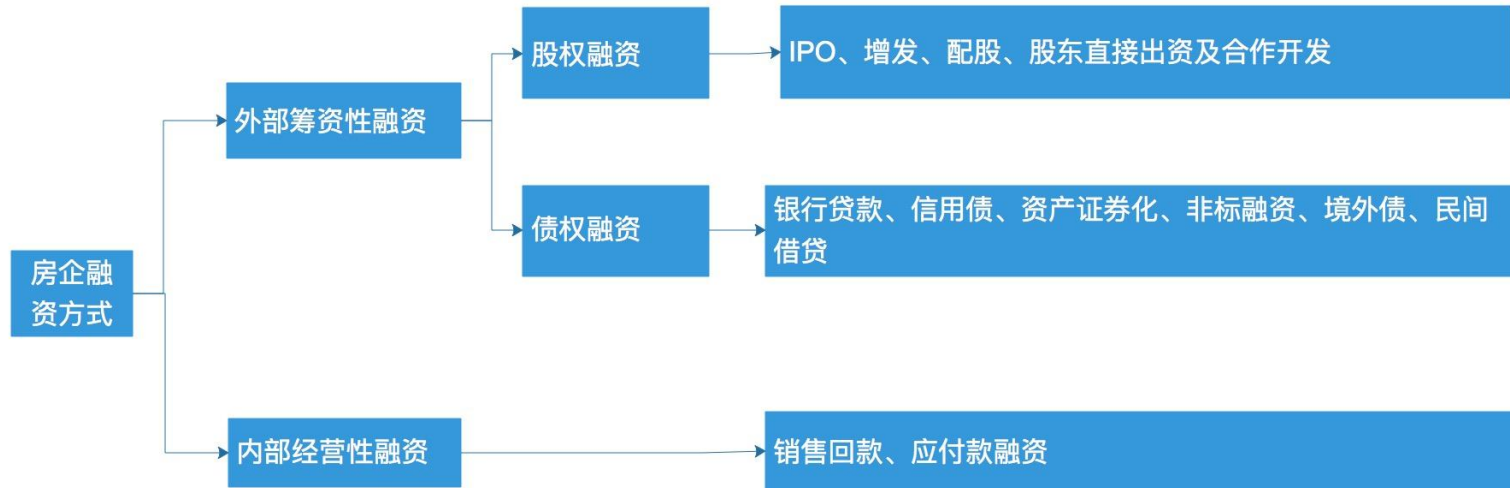 股权融资
IPO、增发、配股、股东直接出资及合作开发
外部筹资性融资
债权融资
银行贷款、信用债、资产证券化、非标融资、境外债、民间
借贷
房企融
资方式
内部经营性融资
销售回款、应付款融资